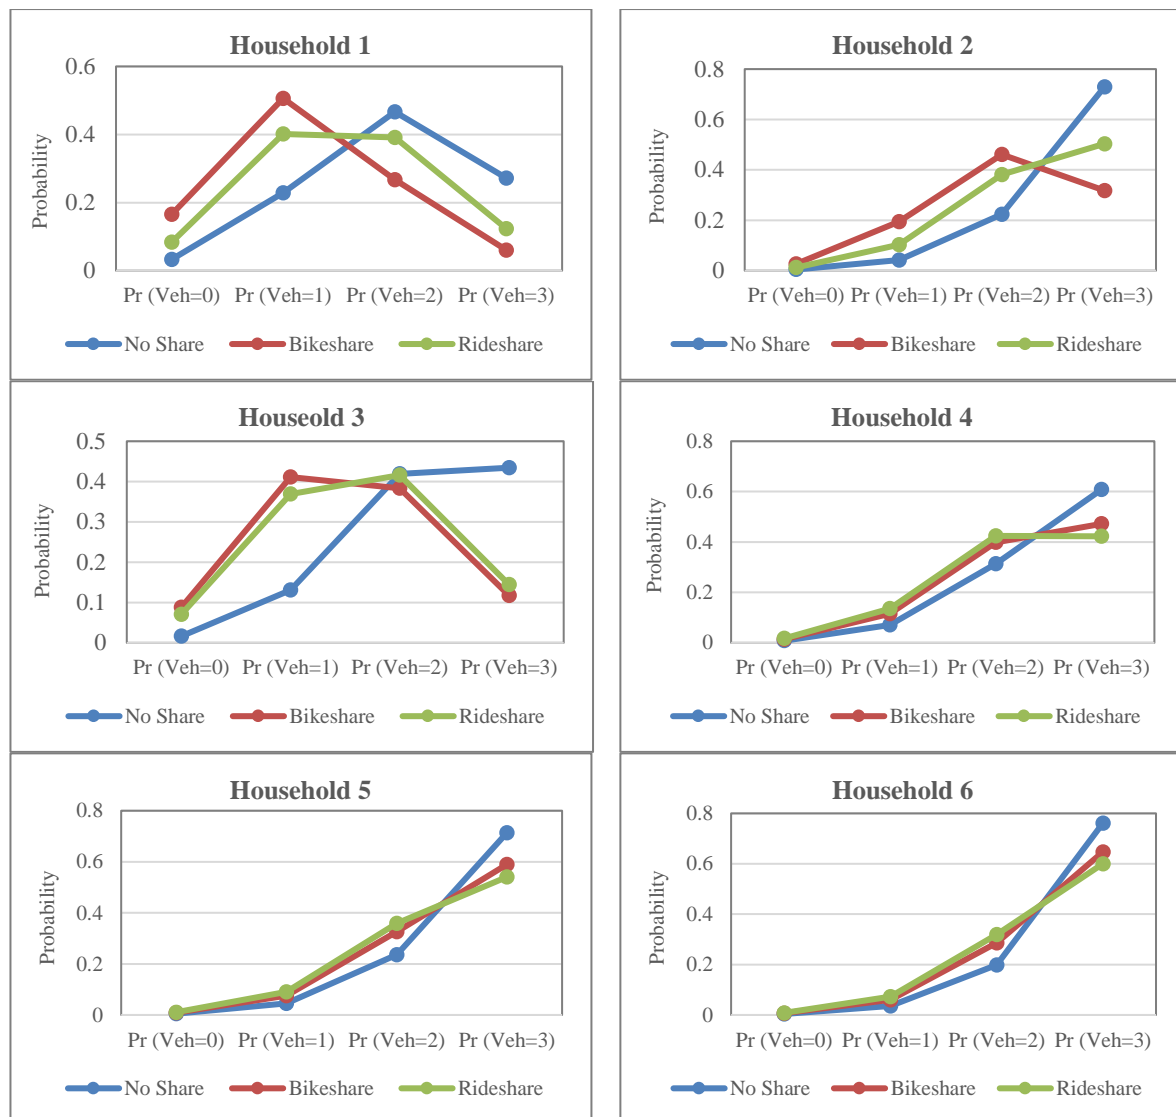 Household 1
Probability
0.6
0.4
0.2
0
Pr (Veh=0) Pr (Veh=1) Pr (Veh=2) Pr (Veh=3)
No Share Bikeshare Rideshare
Household 2
Probability
0.8
0.6
0.4
0.2
0
Pr (Veh=0) Pr (Veh=1) Pr (Veh=2) Pr (Veh=3)
No Share Bikeshare Rideshare
Houseold 3
Probability
0.5
0.4
0.3
0.2
0.1
0
Pr (Veh=0) Pr (Veh=1) Pr (Veh=2) Pr (Veh=3)
No Share Bikeshare Rideshare
Household 4
Probability
0.8
0.6
0.4
0.2
0
Pr (Veh=0) Pr (Veh=1) Pr (Veh=2) Pr (Veh=3)
No Share Bikeshare Rideshare
Household 5
Probability
0.8
0.6
0.4
0.2
0
Pr (Veh=0) Pr (Veh=1) Pr (Veh=2) Pr (Veh=3)
No Share Bikeshare Rideshare
Household 6
Probability
0.8
0.6
0.4
0.2
0
Pr (Veh=0) Pr (Veh=1) Pr (Veh=2) Pr (Veh=3)
No Share Bikeshare Rideshare